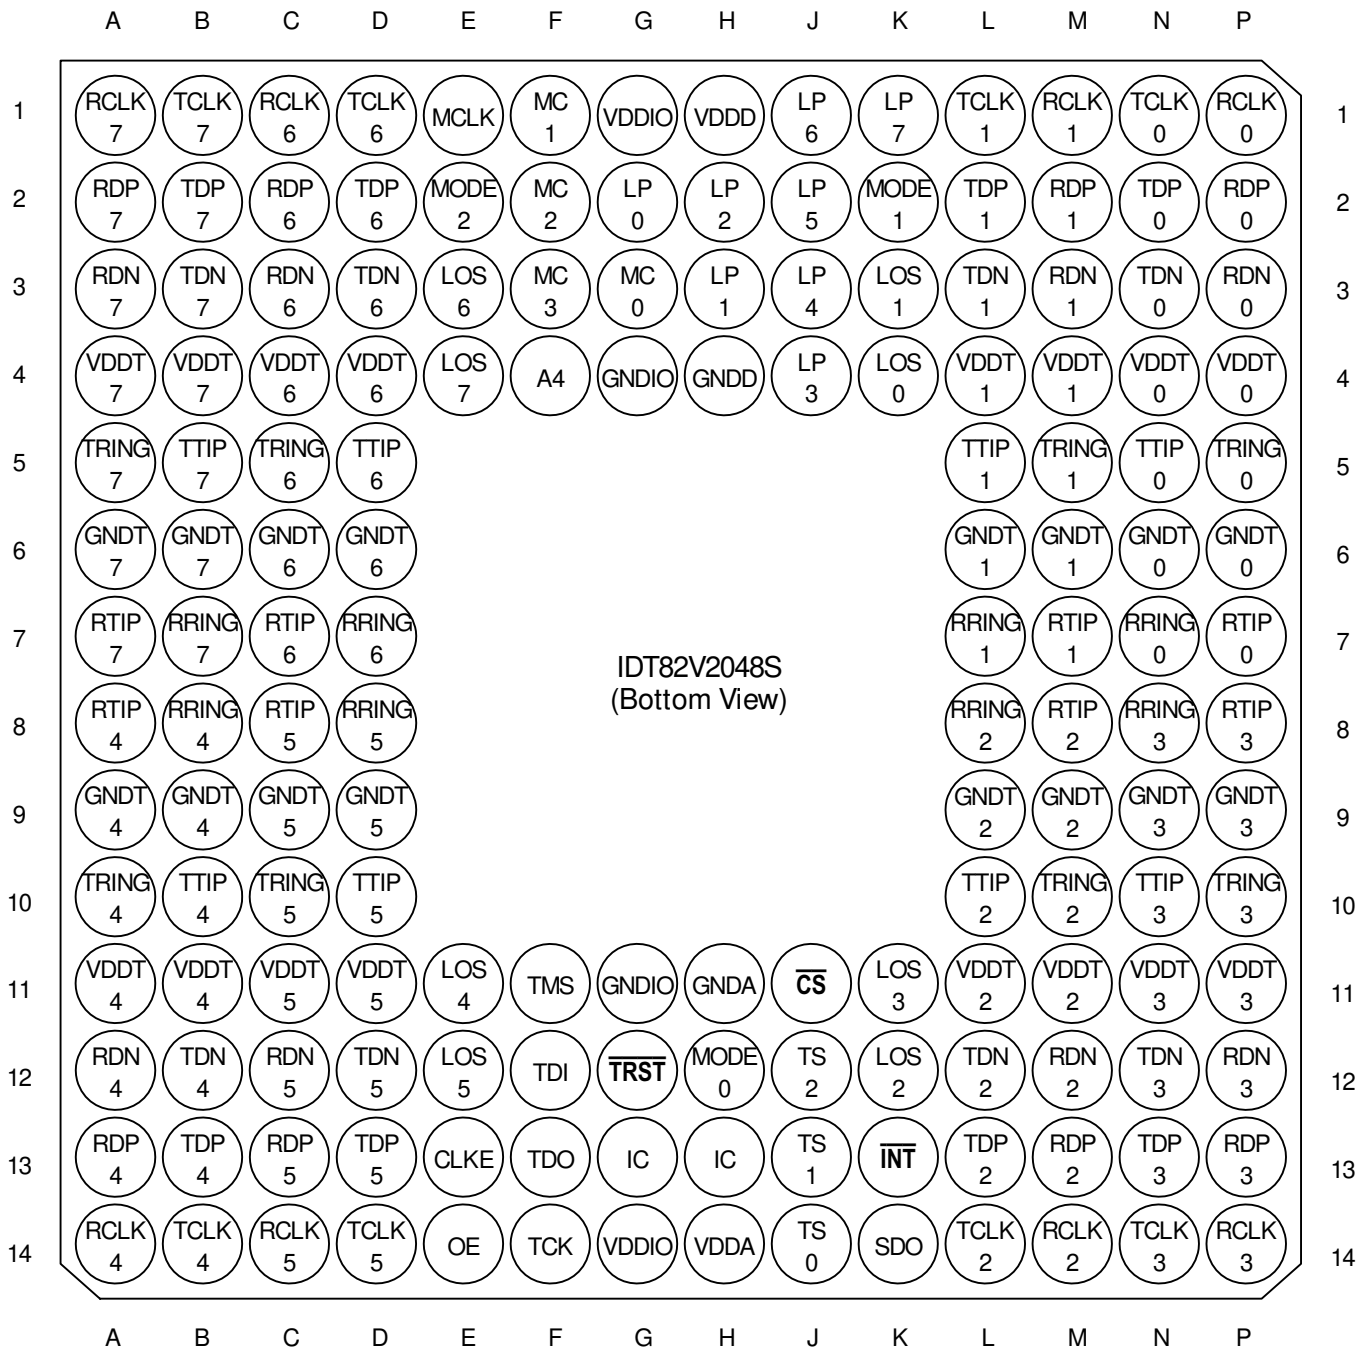 A B C D E F G H J K L M N P
1 RCLK TCLK RCLK TCLK MCLK MC VDDIO VDDD LP LP TCLK RCLK TCLK RCLK 1
7 7 6 6 1 6 7 1 1 0 0
2 RDP TDP RDP TDP MODE MC LP LP LP MODE TDP RDP TDP RDP 2
7 7 6 6 2 2 0 2 5 1 1 1 0 0
3 RDN TDN RDN TDN LOS MC MC LP LP LOS TDN RDN TDN RDN 3
7 7 6 6 6 3 0 1 4 1 1 1 0 0
4 VDDT VDDT VDDT VDDT LOS A4 GNDIO GNDD LP LOS VDDT VDDT VDDT VDDT 4
7 7 6 6 7 3 0 1 1 0 0
5 TRING TTIP TRING TTIP TTIP TRING TTIP TRING 5
7 7 6 6 1 1 0 0
6 GNDT GNDT GNDT GNDT GNDT GNDT GNDT GNDT 6
7 7 6 6 1 1 0 0
7 RTIP RRING RTIP RRING RRING RTIP RRING RTIP 7
7 7 6 6 1 1 0 0
IDT82V2048S
(Bottom View)
8 RTIP RRING RTIP RRING RRING RTIP RRING RTIP 8
4 4 5 5 2 2 3 3
9 GNDT GNDT GNDT GNDT GNDT GNDT GNDT GNDT 9
4 4 5 5 2 2 3 3
10 TRING TTIP TRING TTIP TTIP TRING TTIP TRING 10
4 4 5 5 2 2 3 3
11 VDDT VDDT VDDT VDDT LOS TMS GNDIO GNDA CS LOS VDDT VDDT VDDT VDDT 11
4 4 5 5 4 3 2 2 3 3
12 RDN TDN RDN TDN LOS TDI TRST MODE TS LOS TDN RDN TDN RDN 12
4 4 5 5 5 0 2 2 2 2 3 3
13 RDP TDP RDP TDP CLKE TDO IC IC TS INT TDP RDP TDP RDP 13
4 4 5 5 1 2 2 3 3
14 RCLK TCLK RCLK TCLK OE TCK VDDIO VDDA TS SDO TCLK RCLK TCLK RCLK 14
4 4 5 5 0 2 2 3 3
A B C D E F G H J K L M N P